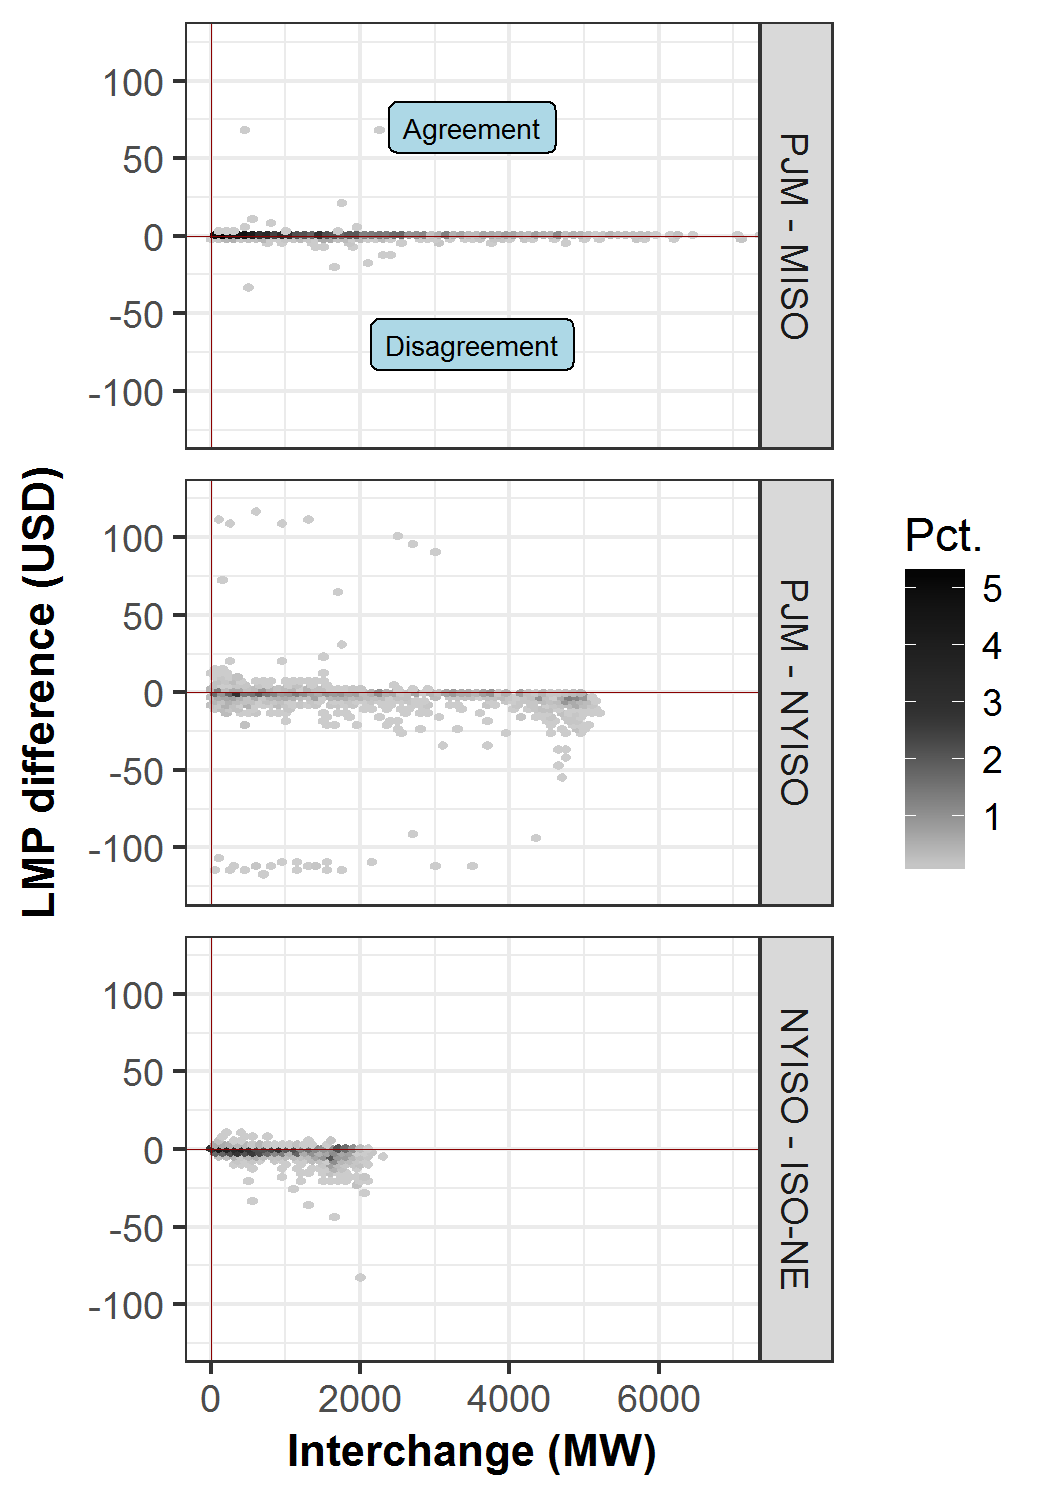 100
50
0
-50
-100
Agreement
Disagreement
PJM - MISO
100
50
0
-50
-100
PJM - NYISO
100
50
0
-50
-100
NYISO - ISO-NE
0 2000 4000 6000
Interchange (MW)
LMP difference (USD)
Pct.
5
4
3
2
1